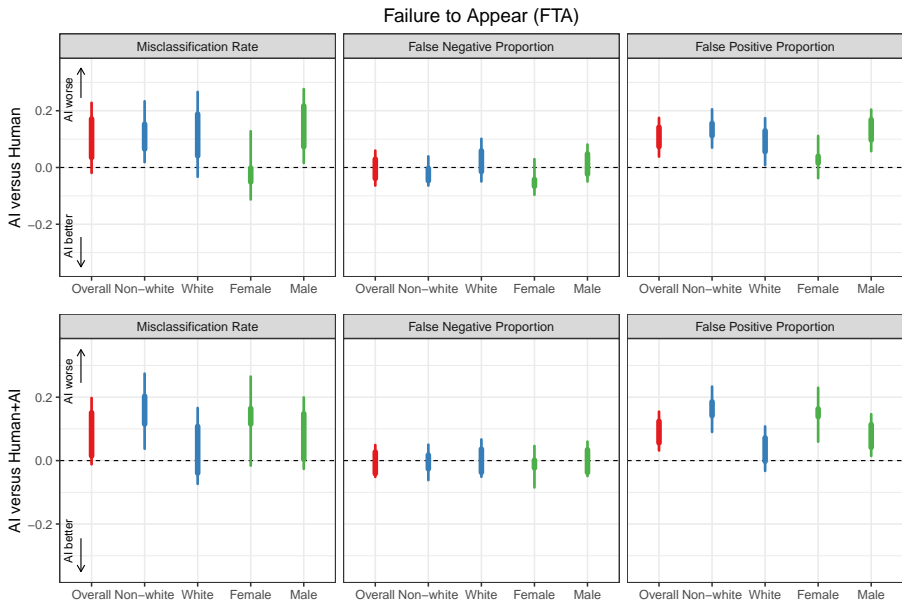 Failure to Appear (FTA)
Misclassification Rate
False Negative Proportion
False Positive Proportion
AI versus Human
AI worse
AI better
0.2
0.0
−0.2
Overall Non−white White Female Male
Overall Non−white White Female Male
Overall Non−white White Female Male
Misclassification Rate
False Negative Proportion
False Positive Proportion
AI versus Human+AI
AI worse
AI better
0.2
0.0
−0.2
Overall Non−white White Female Male
Overall Non−white White Female Male
Overall Non−white White Female Male